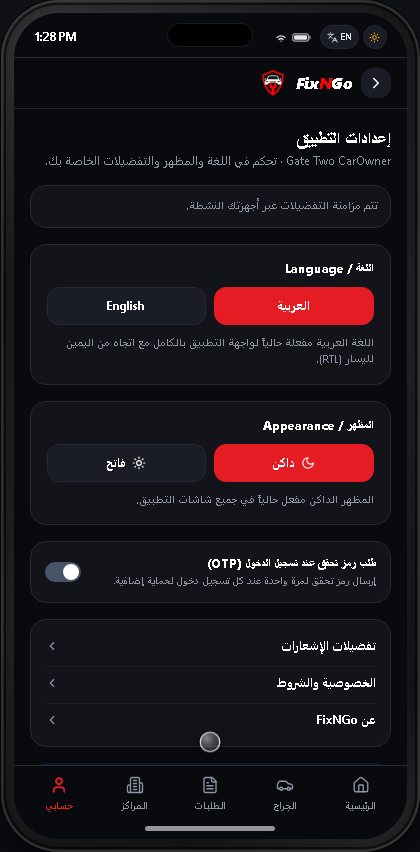 1:28 PM
EN
FixNGo
إعدادات التطبيق
Gate Two CarOwner · تحكم في اللغة والمظهر والتفضيلات الخاصة بك.
تتم مزامنة التفضيلات عبر أجهزتك النشطة.
اللغة / Language
العربية
English
اللغة العربية مفعلة حالياً لواجهة التطبيق بالكامل مع اتجاه من اليمين
لليسار (RTL).
المظهر / Appearance
داكن
فاتح
المظهر الداكن مفعل حالياً في جميع شاشات التطبيق.
طلب رمز تحقق عند تسجيل الدخول (OTP)
إرسال رمز تحقق لمرة واحدة عند كل تسجيل دخول لحماية إضافية.
تفضيلات الإشعارات
الخصوصية والشروط
عن FixNGo
الرئيسية
الجراج
الطلبات
المراكز
حسابي